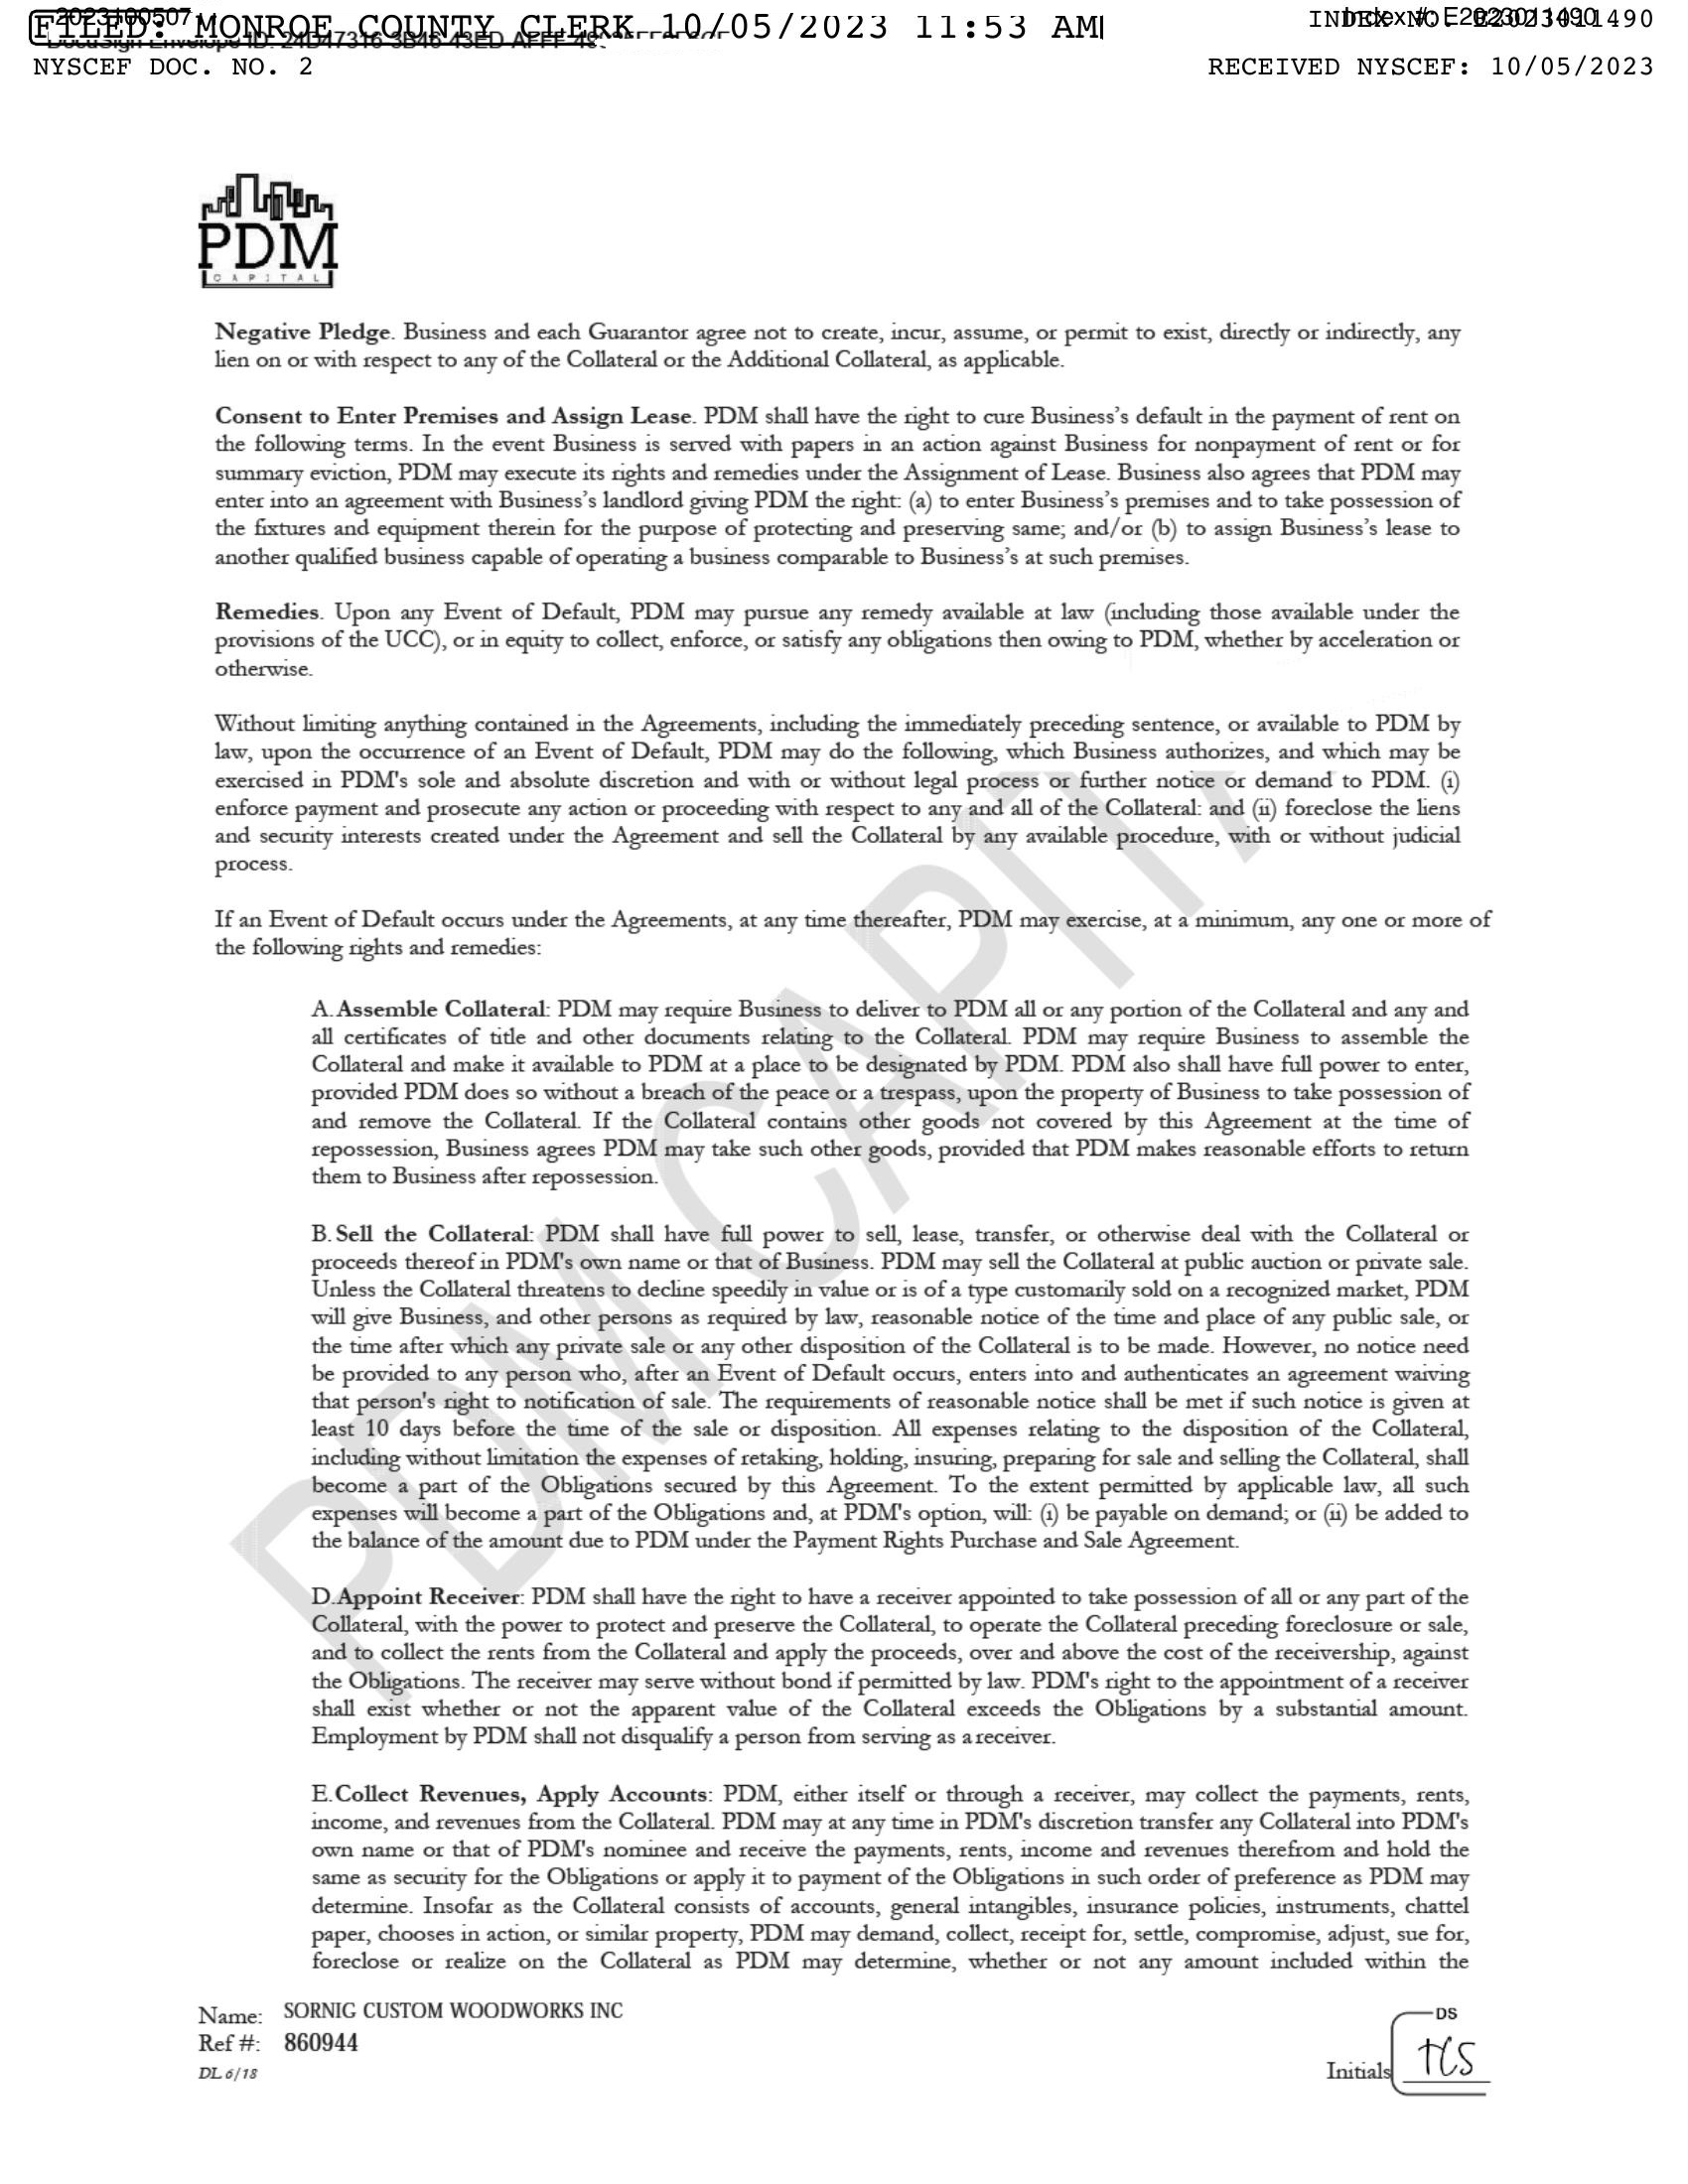 FILED: MONROE COUNTY CLERK 10/05/2023 11:53 AM
NYSCEF DOC. NO. 2
RECEIVED NYSCEF: 10/05/2023
PDM
CAPITAL
Negative Pledge. Business and each Guarantor agree not to create, incur, assume, or permit to exist, directly or indirectly, any
lien on or with respect to any of the Collateral or the Additional Collateral, as applicable.
Consent to Enter Premises and Assign Lease. PDM shall have the right to cure Business's default in the payment of rent on
the following terms. In the event Business is served with papers in an action against Business for nonpayment of rent or for
summary eviction, PDM may execute its rights and remedies under the Assignment of Lease. Business also agrees that PDM may
enter into an agreement with Business's landlord giving PDM the right: (a) to enter Business's premises and to take possession of
the fixtures and equipment therein for the purpose of protecting and preserving same; and/or (b) to assign Business's lease to
another qualified business capable of operating a business comparable to Business's at such premises.
Remedies. Upon any Event of Default, PDM may pursue any remedy available at law (including those available under the
provisions of the UCC), or in equity to collect, enforce, or satisfy any obligations then owing to PDM, whether by acceleration or
otherwise.
Without limiting anything contained in the Agreements, including the immediately preceding sentence, or available to PDM by
law, upon the occurrence of an Event of Default, PDM may do the following, which Business authorizes, and which may be
exercised in PDM's sole and absolute discretion and with or without legal process or further notice or demand to PDM. (i)
enforce payment and prosecute any action or proceeding with respect to any and all of the Collateral: and (ii) foreclose the liens
and security interests created under the Agreement and sell the Collateral by any available procedure, with or without judicial
process.
If an Event of Default occurs under the Agreements, at any time thereafter, PDM may exercise, at a minimum, any one or more of
the following rights and remedies:
A.Assemble Collateral: PDM may require Business to deliver to PDM all or any portion of the Collateral and any and
all certificates of title and other documents relating to the Collateral. PDM may require Business to assemble the
Collateral and make it available to PDM at a place to be designated by PDM. PDM also shall have full power to enter,
provided PDM does so without a breach of the peace or a trespass, upon the property of Business to take possession of
and remove the Collateral. If the Collateral contains other goods not covered by this Agreement at the time of
repossession, Business agrees PDM may take such other goods, provided that PDM makes reasonable efforts to return
them to Business after repossession.
B.Sell the Collateral: PDM shall have full power to sell, lease, transfer, or otherwise deal with the Collateral or
proceeds thereof in PDM's own name or that of Business. PDM may sell the Collateral at public auction or private sale.
Unless the Collateral threatens to decline speedily in value or is of a type customarily sold on a recognized market, PDM
will give Business, and other persons as required by law, reasonable notice of the time and place of any public sale, or
the time after which any private sale or any other disposition of the Collateral is to be made. However, no notice need
be provided to any person who, after an Event of Default occurs, enters into and authenticates an agreement waiving
that person's right to notification of sale. The requirements of reasonable notice shall be met if such notice is given at
least 10 days before the time of the sale or disposition. All expenses relating to the disposition of the Collateral,
including without limitation the expenses of retaking, holding, insuring, preparing for sale and selling the Collateral, shall
become a part of the Obligations secured by this Agreement. To the extent permitted by applicable law, all such
expenses will become a part of the Obligations and, at PDM's option, will: (i) be payable on demand; or (ii) be added to
the balance of the amount due to PDM under the Payment Rights Purchase and Sale Agreement.
D.Appoint Receiver: PDM shall have the right to have a receiver appointed to take possession of all or any part of the
Collateral, with the power to protect and preserve the Collateral, to operate the Collateral preceding foreclosure or sale,
and to collect the rents from the Collateral and apply the proceeds, over and above the cost of the receivership, against
the Obligations. The receiver may serve without bond if permitted by law. PDM's right to the appointment of a receiver
shall exist whether or not the apparent value of the Collateral exceeds the Obligations by a substantial amount.
Employment by PDM shall not disqualify a person from serving as a receiver.
E.Collect Revenues, Apply Accounts: PDM, either itself or through a receiver, may collect the payments, rents,
income, and revenues from the Collateral. PDM may at any time in PDM's discretion transfer any Collateral into PDM's
own name or that of PDM's nominee and receive the payments, rents, income and revenues therefrom and hold the
same as security for the Obligations or apply it to payment of the Obligations in such order of preference as PDM may
determine. Insofar as the Collateral consists of accounts, general intangibles, insurance policies, instruments, chattel
paper, chooses in action, or similar property, PDM may demand, collect, receipt for, settle, compromise, adjust, sue for,
foreclose or realize on the Collateral as PDM may determine, whether or not any amount included within the
Name: SORNIG CUSTOM WOODWORKS INC
Ref #: 860944
DL 6/18
DS
Initials